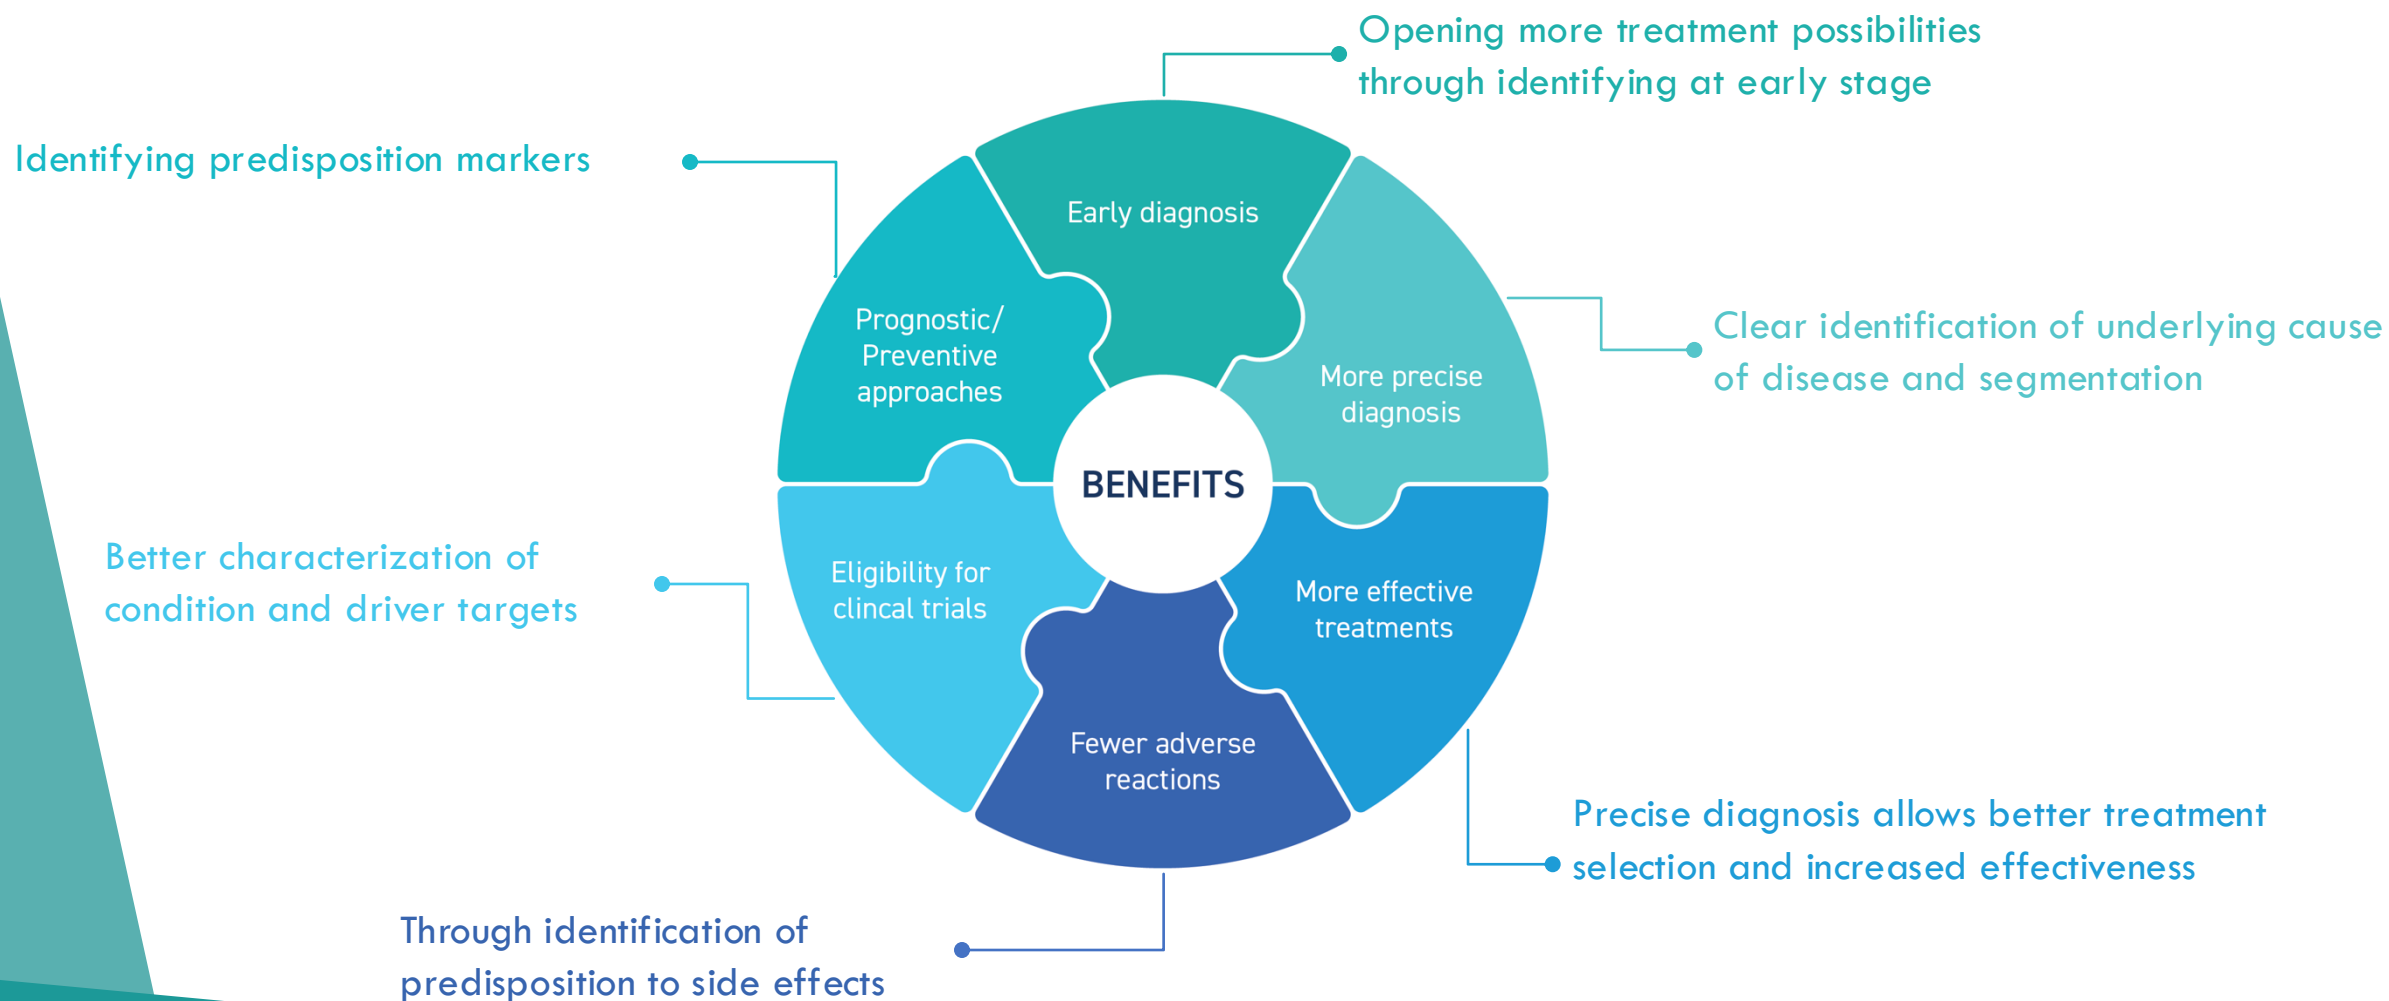 Opening more treatment possibilities
through identifying at early stage
Identifying predisposition markers
Early diagnosis
Prognostic/
Preventive
approaches
More precise
diagnosis
Clear identification of underlying cause
of disease and segmentation
BENEFITS
Better characterization of
condition and driver targets
Eligibility for
clincal trials
More effective
treatments
Fewer adverse
reactions
Precise diagnosis allows better treatment
selection and increased effectiveness
Through identification of
predisposition to side effects